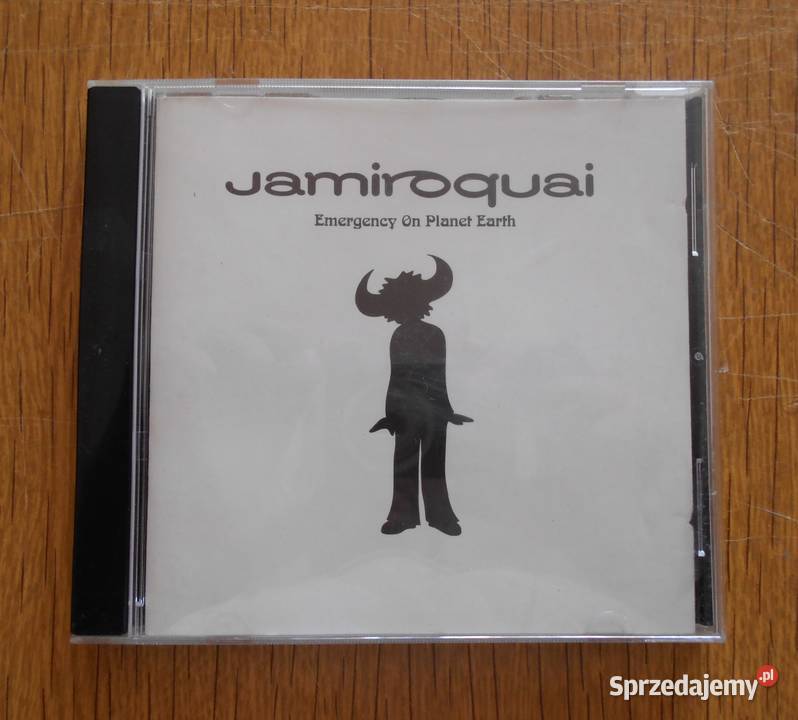 Jamiroquai
Emergency On Planet Earth
Sprzedajemy.pl